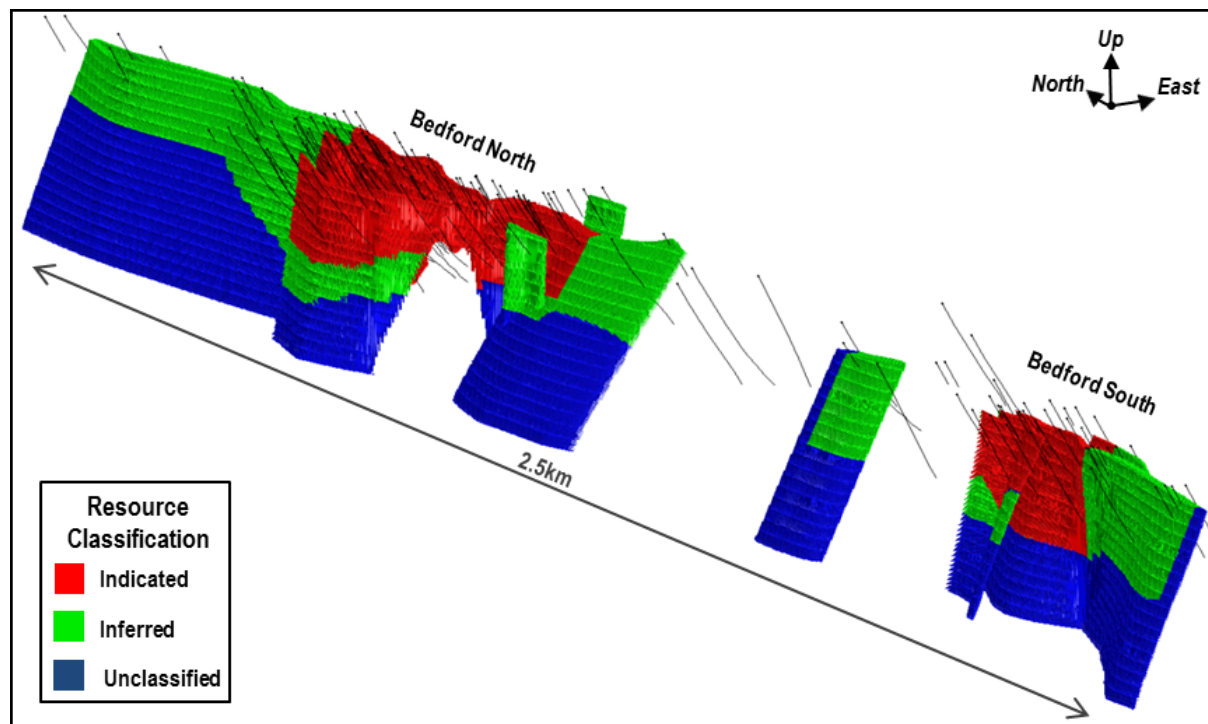 Up
North
East
Bedford North
Bedford South
2.5km
Resource
Classification
Indicated
Inferred
Unclassified